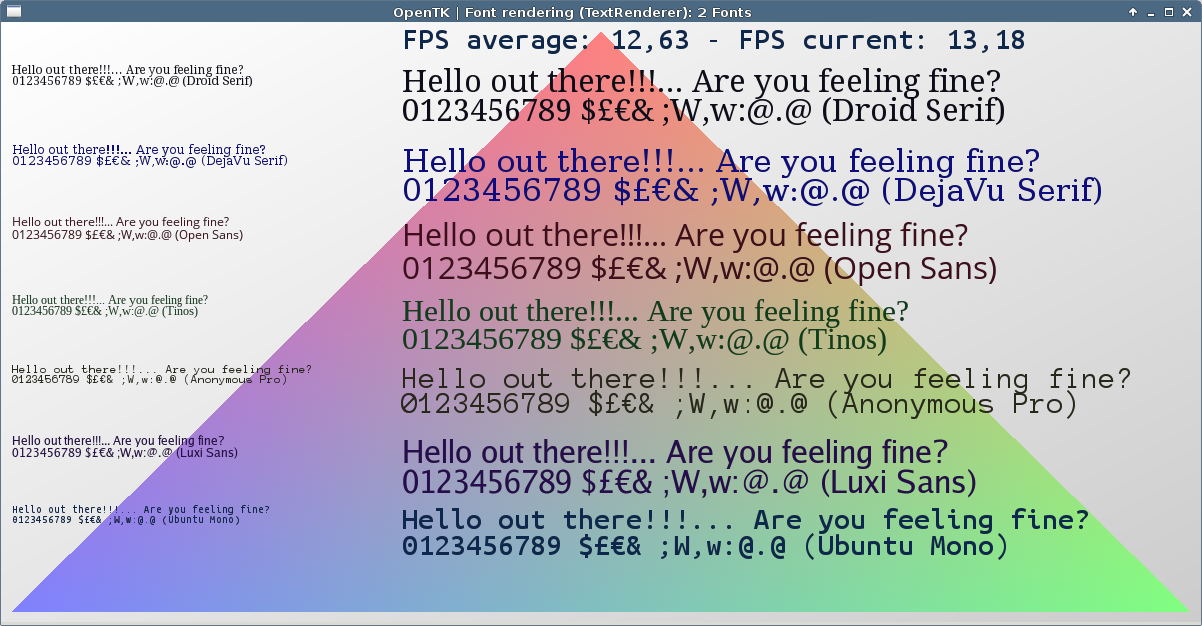 OpenTK | Font rendering (TextRenderer): 2 Fonts
FPS average: 12,63 - FPS current: 13,18
Hello out there!!!... Are you feeling fine?
0123456789 $£€& ;W,w:@.@ (Droid Serif)
Hello out there!!!... Are you feeling fine?
0123456789 $£€& ;W,w:@.@ (Droid Serif)
Hello out there!!!... Are you feeling fine?
0123456789 $£€& ;W,w:@.@ (DejaVu Serif)
Hello out there!!!... Are you feeling fine?
0123456789 $£€& ;W,w:@.@ (DejaVu Serif)
Hello out there!!!... Are you feeling fine?
0123456789 $£€& ;W,w:@.@ (Open Sans)
Hello out there!!!... Are you feeling fine?
0123456789 $£€& ;W,w:@.@ (Open Sans)
Hello out there!!!... Are you feeling fine?
0123456789 $£€& ;W,w:@.@ (Tinos)
Hello out there!!!... Are you feeling fine?
0123456789 $£€& ;W,w:@.@ (Tinos)
Hello out there!!!... Are you feeling fine?
0123456789 $£€& ;W,w:@.@ (Anonymous Pro)
Hello out there!!!... Are you feeling fine?
0123456789 $£€& ;W,w:@.@ (Anonymous Pro)
Hello out there!!!... Are you feeling fine?
0123456789 $£€& ;W,w:@.@ (Luxi Sans)
Hello out there!!!... Are you feeling fine?
0123456789 $£€& ;W,w:@.@ (Luxi Sans)
Hello out there!!!... Are you feeling fine?
0123456789 $£€& ;W,w:@.@ (Ubuntu Mono)
Hello out there!!!... Are you feeling fine?
0123456789 $£€& ;W,w:@.@ (Ubuntu Mono)